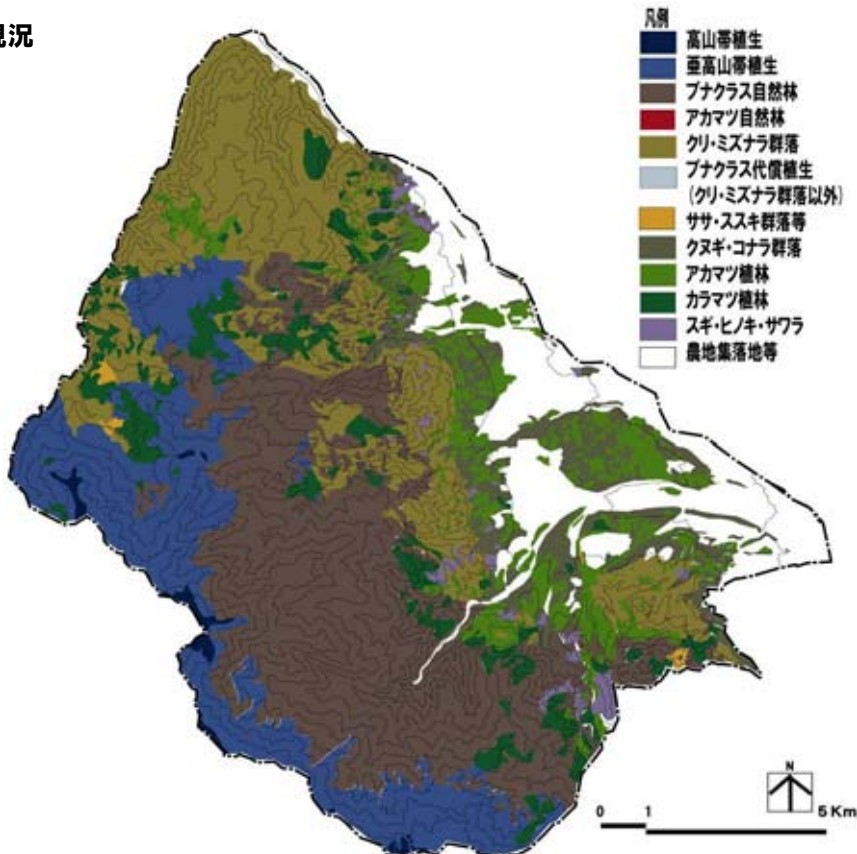 現況
凡例
高山帯植生
亜高山帯植生
ブナクラス自然林
アカマツ自然林
クリ・ミズナラ群落
ブナクラス代償植生
(クリ・ミズナラ群落以外)
ササ・ススキ群落等
クヌギ・コナラ群落
アカマツ植林
カラマツ植林
スギ・ヒノキ・サワラ
農地集落地等
N
0 1 5 Km